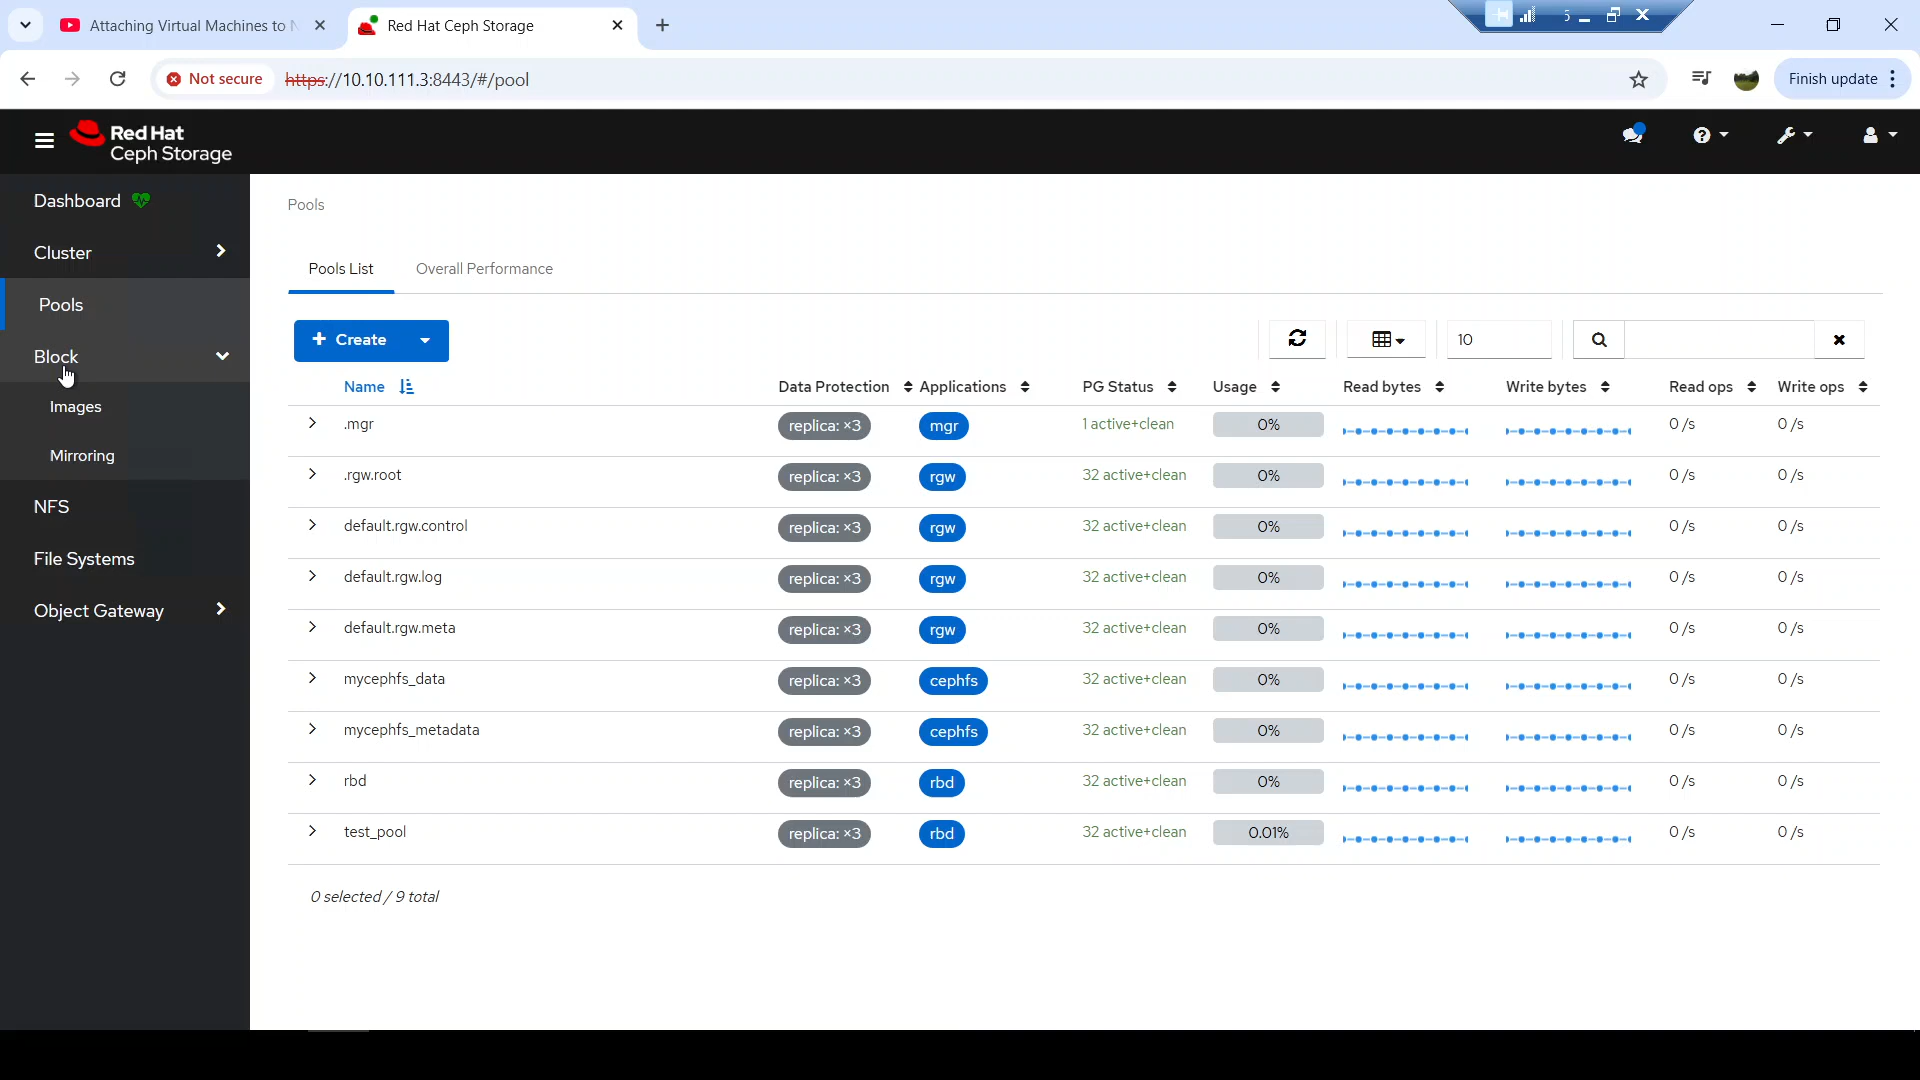 Attaching Virtual Machines to N
Red Hat Ceph Storage
5
Not secure
https://10.10.111.3:8443/#/pool
Finish update
Red Hat
Ceph Storage
Dashboard
Cluster
Pools
Block
Images
Mirroring
NFS
File Systems
Object Gateway
Pools
Pools List
Overall Performance
Create
10
Name Data Protection Applications PG Status Usage Read bytes Write bytes Read ops Write ops
.mgr replica: ×3 mgr 1 active+clean 0% 0 /s 0 /s
.rgw.root replica: ×3 rgw 32 active+clean 0% 0 /s 0 /s
default.rgw.control replica: ×3 rgw 32 active+clean 0% 0 /s 0 /s
default.rgw.log replica: ×3 rgw 32 active+clean 0% 0 /s 0 /s
default.rgw.meta replica: ×3 rgw 32 active+clean 0% 0 /s 0 /s
mycephfs_data replica: ×3 cephfs 32 active+clean 0% 0 /s 0 /s
mycephfs_metadata replica: ×3 cephfs 32 active+clean 0% 0 /s 0 /s
rbd replica: ×3 rbd 32 active+clean 0% 0 /s 0 /s
test_pool replica: ×3 rbd 32 active+clean 0.01% 0 /s 0 /s
0 selected / 9 total